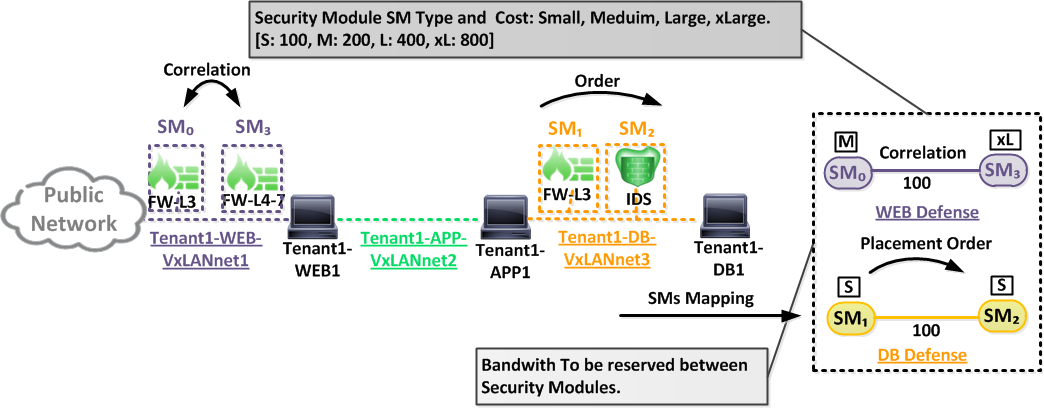 Security Module SM Type and  Cost: Small, Meduim, Large, xLarge.
[S: 100, M: 200, L: 400, xL: 800]
Correlation
Order
SM₀
SM₃
SM₁
SM₂
FW-L3
FW-L4-7
FW-L3
IDS
Public
Network
Tenant1-WEB-
VxLANnet1
Tenant1-
WEB1
Tenant1-APP-
VxLANnet2
Tenant1-
APP1
Tenant1-DB-
VxLANnet3
Tenant1-
DB1
SMs Mapping
M
xL
SM₀
Correlation
SM₃
100
WEB Defense
Placement Order
S
S
SM₁
SM₂
100
DB Defense
Bandwith To be reserved between
Security Modules.